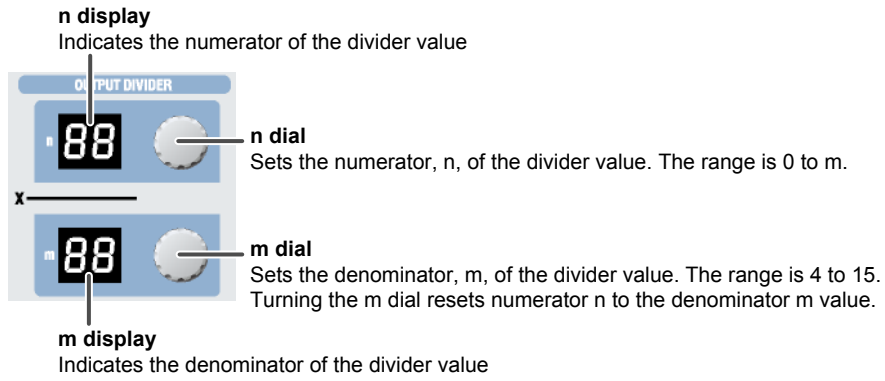 n display
Indicates the numerator of the divider value
OUTPUT DIVIDER
n
88
n dial
Sets the numerator, n, of the divider value. The range is 0 to m.
X
m
88
m dial
Sets the denominator, m, of the divider value. The range is 4 to 15.
Turning the m dial resets numerator n to the denominator m value.
m display
Indicates the denominator of the divider value